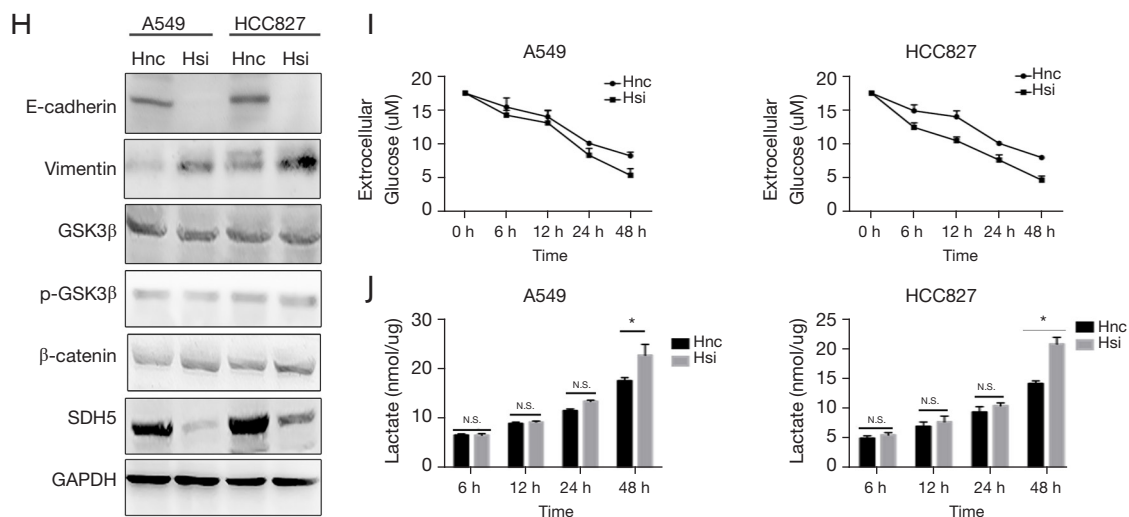 H
A549 HCC827
Hnc Hsi Hnc Hsi
E-cadherin
Vimentin
GSK3β
p-GSK3β
β-catenin
SDH5
GAPDH
I
A549
Extrocellular
Glucose (uM)
20
15
10
5
0
Hnc
Hsi
0 h 6 h 12 h 24 h 48 h
Time
HCC827
Extrocellular
Glucose (uM)
20
15
10
5
0
Hnc
Hsi
0 h 6 h 12 h 24 h 48 h
Time
J
A549
Lactate (nmol/ug)
30
20
10
0
N.S. N.S. N.S. *
Hnc
Hsi
6 h 12 h 24 h 48 h
Time
HCC827
Lactate (nmol/ug)
25
20
15
10
5
0
N.S. N.S. N.S. *
Hnc
Hsi
6 h 12 h 24 h 48 h
Time